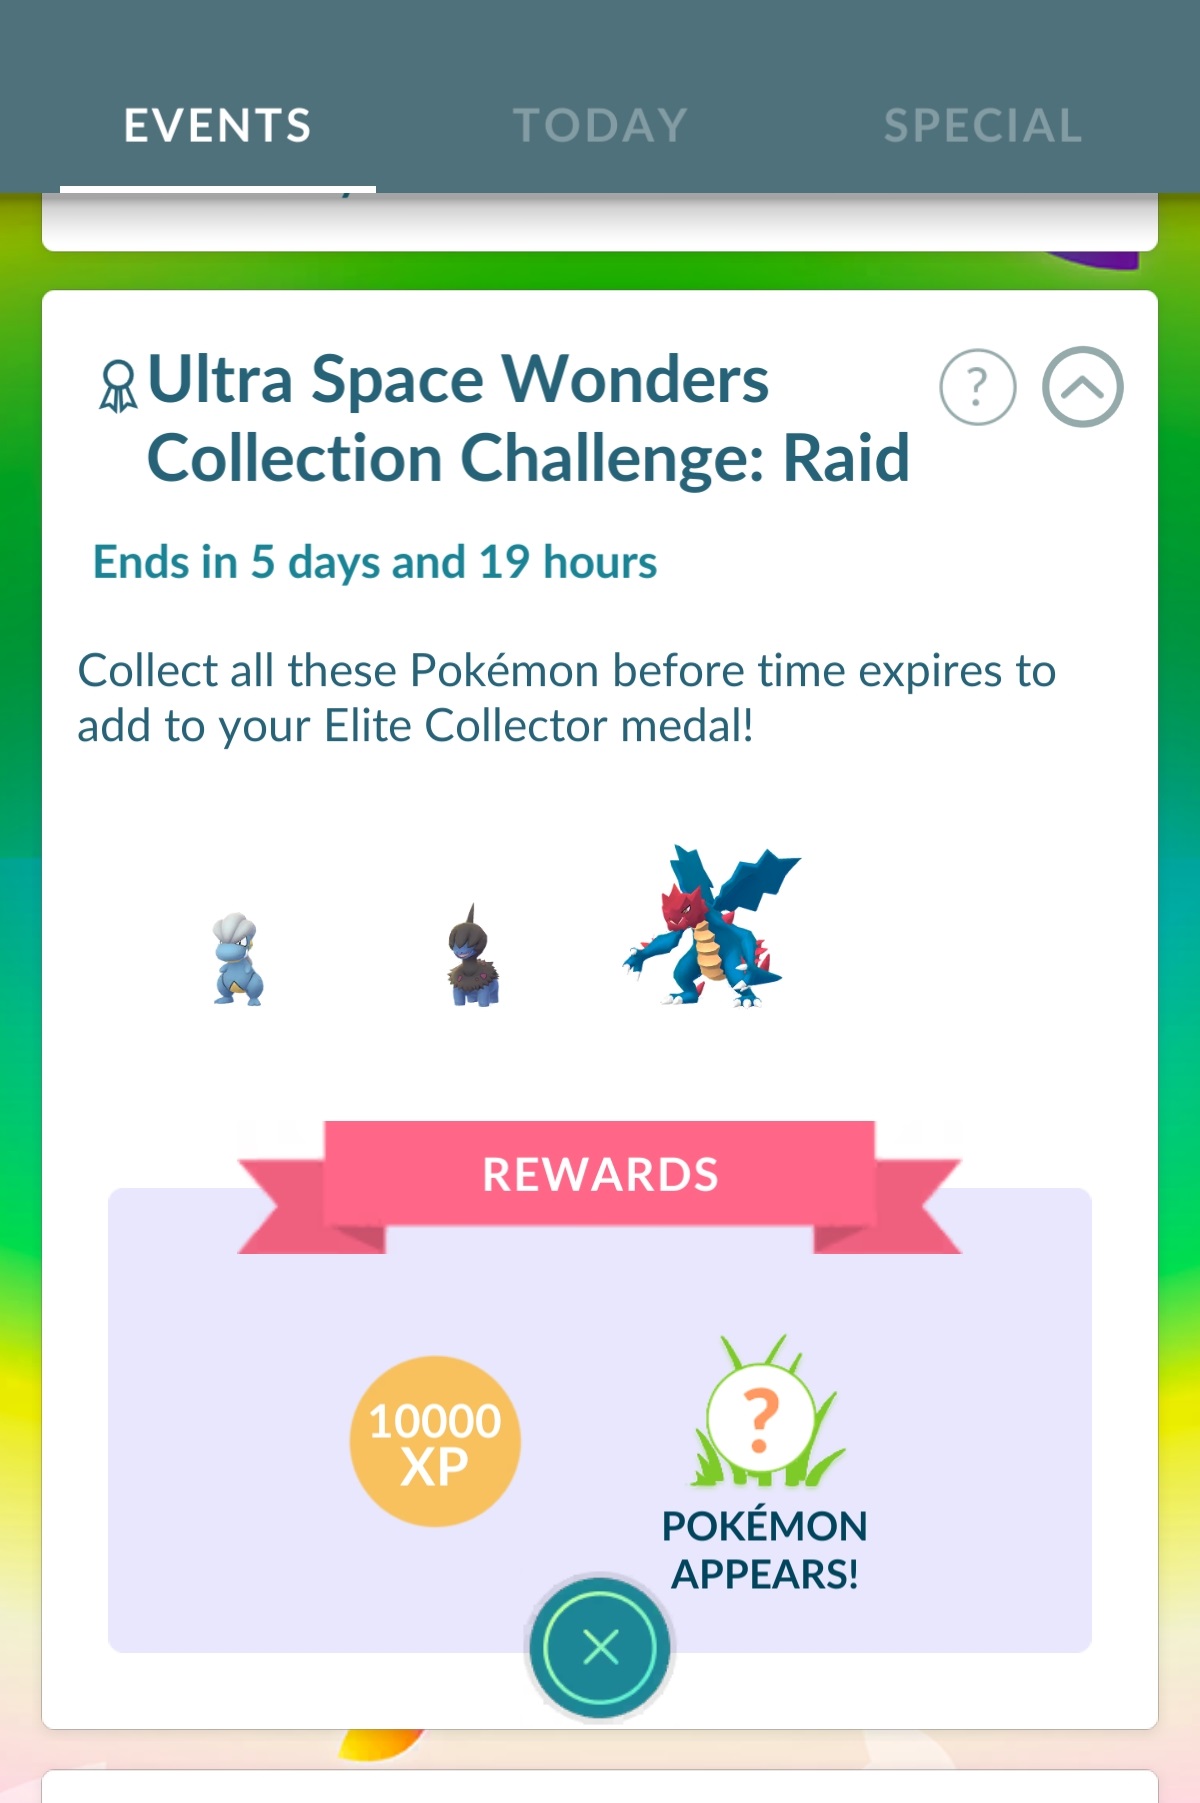 EVENTS
TODAY
SPECIAL
Ultra Space Wonders
Collection Challenge: Raid
?
Ends in 5 days and 19 hours
Collect all these Pokémon before time expires to
add to your Elite Collector medal!
REWARDS
10000
XP
?
POKÉMON
APPEARS!